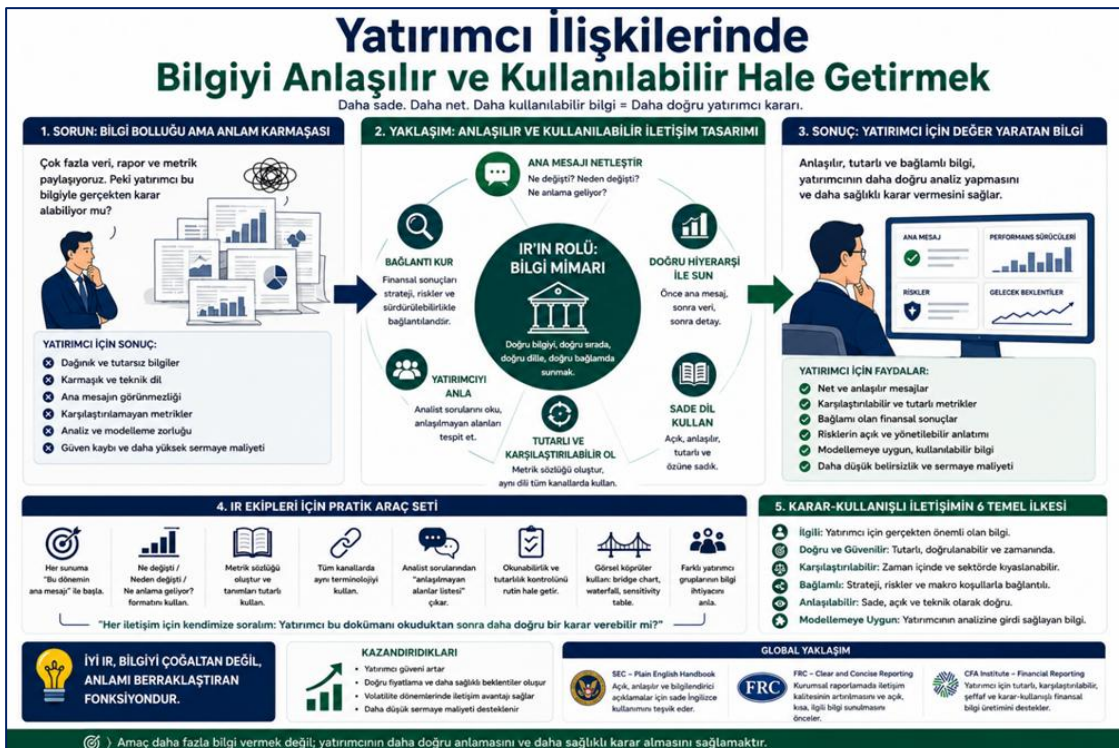 Yatırımcı İlişkilerinde
Bilgiyi Anlaşılır ve Kullanılabilir Hale Getirmek
Daha sade. Daha net. Daha kullanılabilir bilgi = Daha doğru yatırımcı kararı.
1. SORUN: BİLGİ BOLLUĞU AMA ANLAM KARMAŞASI
Çok fazla veri, rapor ve metrik
paylaşıyoruz. Peki yatırımcı bu
bilgiyle gerçekten karar
alabiliyor mu?
YATIRIMCI İÇİN SONUÇ:
Dağınık ve tutarsız bilgiler
Karmaşık ve teknik dil
Ana mesajın görünmezliği
Karşılaştırılamayan metrikler
Analiz ve modelleme zorluğu
Güven kaybı ve daha yüksek sermaye maliyeti
2. YAKLAŞIM: ANLAŞILIR VE KULLANILABİLİR İLETİŞİM TASARIMI
ANA MESAJI NETLEŞTİR
Ne değişti? Neden değişti?
Ne anlama geliyor?
BAĞLANTI KUR
Finansal sonuçları
strateji, riskler ve
sürdürülebilirlikle
bağlantılandır.
IR'IN ROLÜ:
BİLGİ MİMARI
Doğru bilgiyi, doğru sırada,
doğru dille, doğru bağlamda
sunmak.
DOĞRU HİYERARŞİ
İLE SUN
Önce ana mesaj,
sonra veri,
sonra detay.
YATIRIMCIYI
ANLA
Analist sorularını oku,
anlaşılmayan alanları
tespit et.
SADE DİL
KULLAN
Açık, anlaşılır,
tutarlı ve
özüne sadık.
TUTARLI VE
KARŞILAŞTIRILABİLİR OL
Metrik sözlüğü oluştur,
aynı dili tüm kanallarda kullan.
3. SONUÇ: YATIRIMCI İÇİN DEĞER YARATAN BİLGİ
Anlaşılır, tutarlı ve bağlamlı bilgi,
yatırımcının daha doğru analiz yapmasını
ve daha sağlıklı karar vermesini sağlar.
ANA MESAJ
PERFORMANS SÜRÜCÜLERİ
RİSKLER
GELECEK BEKLENTİLER
YATIRIMCI İÇİN FAYDALAR:
Net ve anlaşılır mesajlar
Karşılaştırılabilir ve tutarlı metrikler
Bağlamı olan finansal sonuçlar
Risklerin açık ve yönetilebilir anlatımı
Modellemeye uygun, kullanılabilir bilgi
Daha düşük belirsizlik ve sermaye maliyeti
4. IR EKİPLERİ İÇİN PRATİK ARAÇ SETİ
Her sunuma
"Bu dönemin
ana mesajı" ile başla.
Ne değişti /
Neden değişti /
Ne anlama geliyor?
formatını kullan.
Metrik sözlüğü
oluştur ve
tanımları tutarlı
kullan.
Tüm kanallarda
aynı terminolojiyi
kullan.
Analist sorularından
"anlaşılmayan
alanlar listesi"
çıkar.
Okunabilirlik ve
tutarlılık kontrolünü
rutin hale getir.
Görsel köprüler
kullan: bridge chart,
waterfall, sensitivity
table.
Farklı yatırımcı
gruplarının bilgi
ihtiyacını
anla.
"Her iletişim için kendimize soralım: Yatırımcı bu dokümanı okuduktan sonra daha doğru bir karar verebilir mi?"
5. KARAR-KULLANIŞLI İLETİŞİMİN 6 TEMEL İLKESİ
İlgili: Yatırımcı için gerçekten önemli olan bilgi.
Doğru ve Güvenilir: Tutarlı, doğrulanabilir ve zamanında.
Karşılaştırılabilir: Zaman içinde ve sektörde kıyaslanabilir.
Bağlamlı: Strateji, riskler ve makro koşullarla bağlantılı.
Anlaşılabilir: Sade, açık ve teknik olarak doğru.
Modellemeye Uygun: Yatırımcının analizine girdi sağlayan bilgi.
İYİ IR, BİLGİYİ ÇOĞALTAN DEĞİL,
ANLAMI BERRAKLAŞTIRAN
FONKSİYONDUR.
KAZANDIRDIKLARI
Yatırımcı güveni artar
Doğru fiyatlama ve daha sağlıklı beklentiler oluşur
Volatilite dönemlerinde iletişim avantajı sağlar
Daha düşük sermaye maliyeti desteklenir
GLOBAL YAKLAŞIM
SEC – Plain English Handbook
Açık, anlaşılır ve bilgilendirici
açıklamalar için sade İngilizce
kullanımını teşvik eder.
FRC
FRC – Clear and Concise Reporting
Kurumsal raporlamada iletişim
kalitesinin artırılmasını ve açık,
kısa, ilgili bilgi sunulmasını
önceler.
CFA Institute – Financial Reporting
Yatırımcı için tutarlı, karşılaştırılabilir,
şeffaf ve karar-kullanışlı finansal
bilgi üretimini destekler.
Amaç daha fazla bilgi vermek değil; yatırımcının daha doğru anlamasını ve daha sağlıklı karar almasını sağlamaktır.